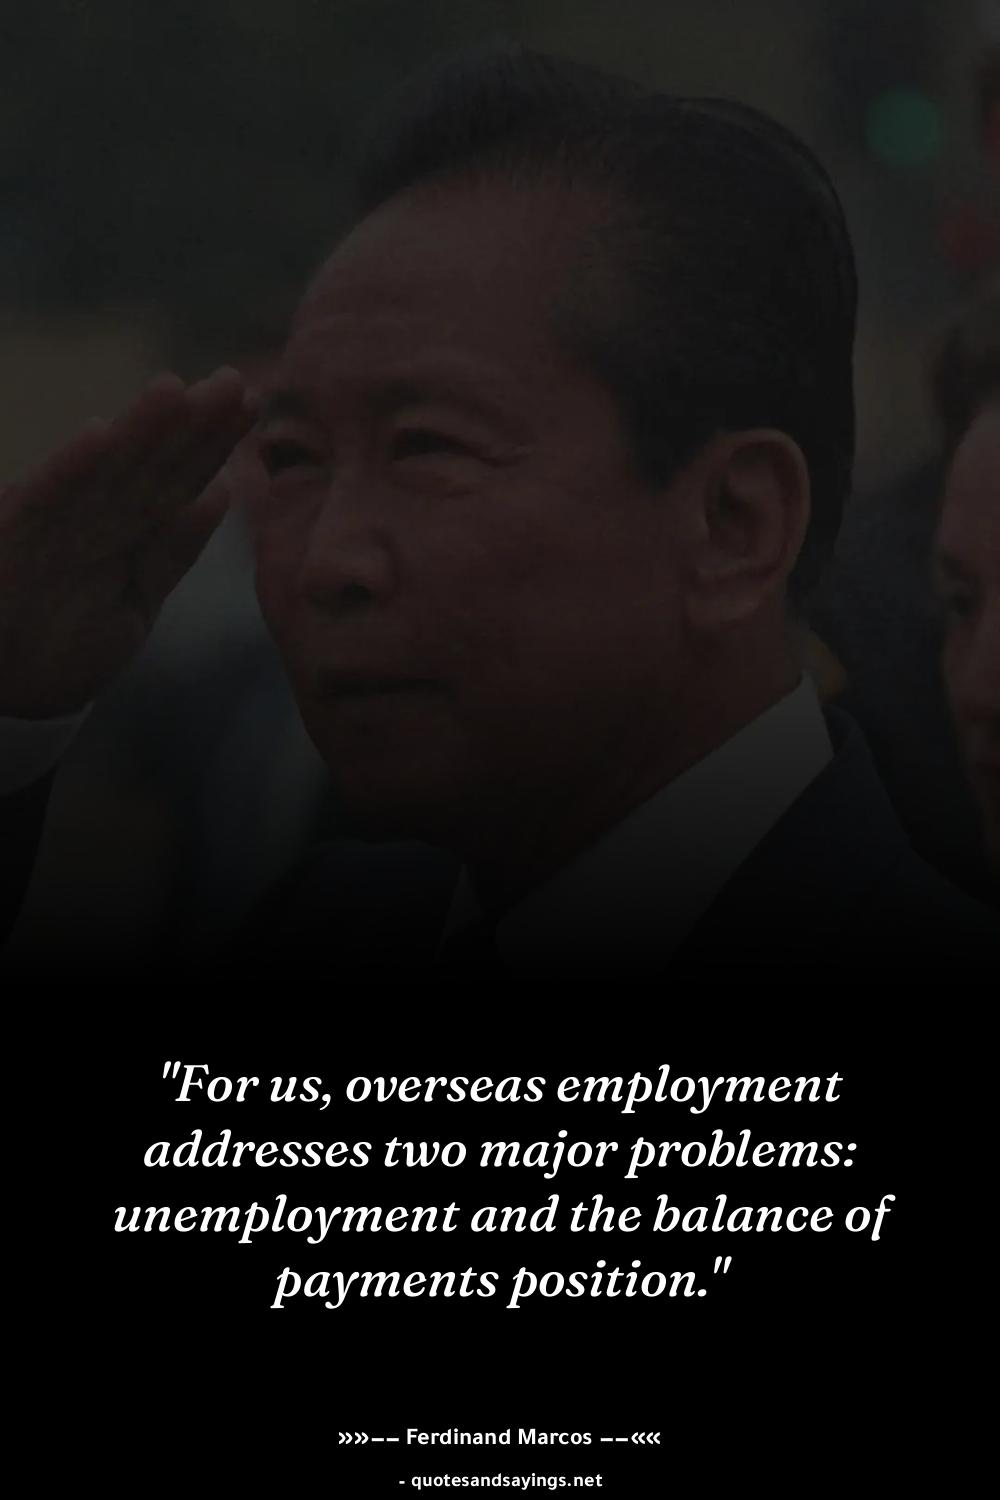 "For us, overseas employment
addresses two major problems:
unemployment and the balance of
payments position."
»»−− Ferdinand Marcos −−««
- quotesandsayings.net